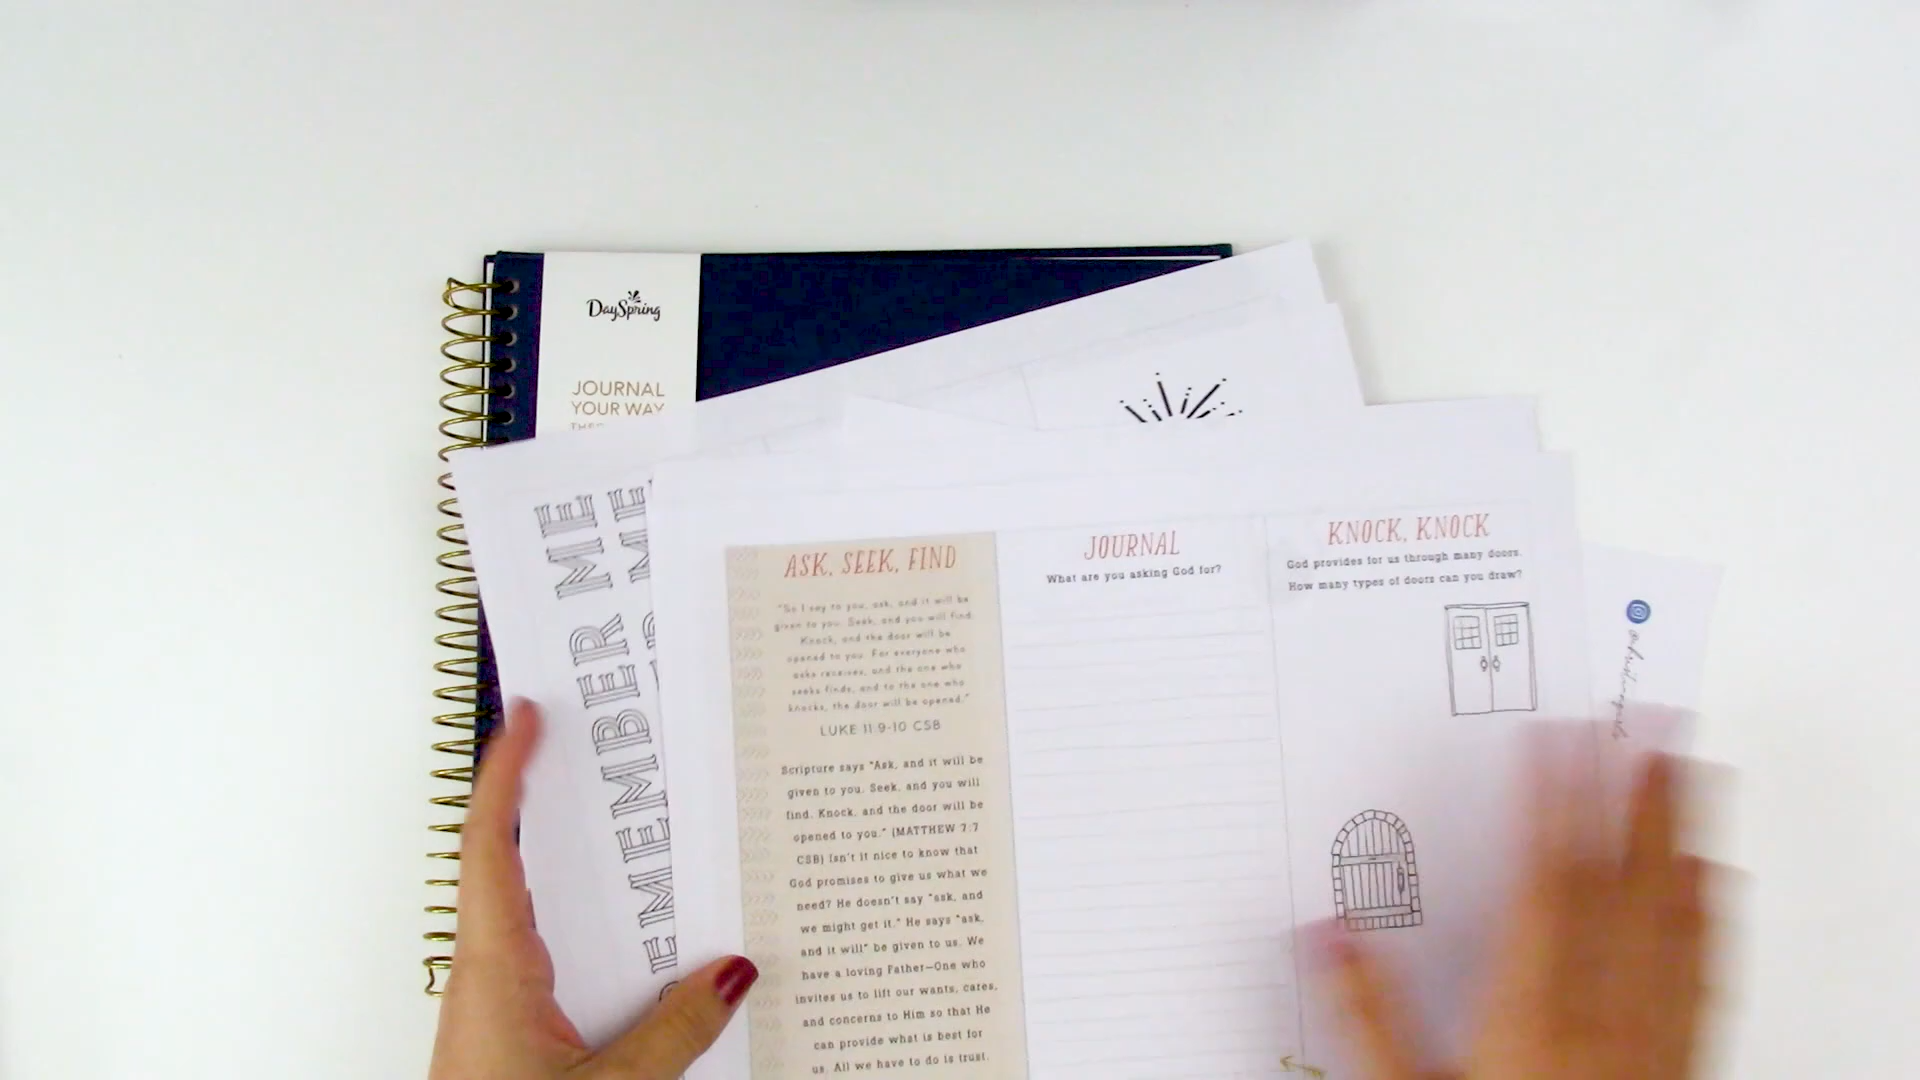 DaySpring
JOURNAL
YOUR WAY
REMEMBER ME
ASK, SEEK, FIND
"So I say to you, ask, and it will be
given to you. Seek, and you will find.
Knock, and the door will be
opened to you. For everyone who
asks receives, and the one who
seeks finds, and to the one who
knocks, the door will be opened."
LUKE 11:9-10 CSB
Scripture says "Ask, and it will be
given to you. Seek, and you will
find. Knock, and the door will be
opened to you." (MATTHEW 7:7
CSB) Isn't it nice to know that
God promises to give us what we
need? He doesn't say "ask, and
we might get it." He says "ask,
and it will" be given to us. We
have a loving Father—One who
invites us to lift our wants, cares,
and concerns to Him so that He
can provide what is best for
us. All we have to do is trust.
JOURNAL
What are you asking God for?
KNOCK, KNOCK
God provides for us through many doors.
How many types of doors can you draw?